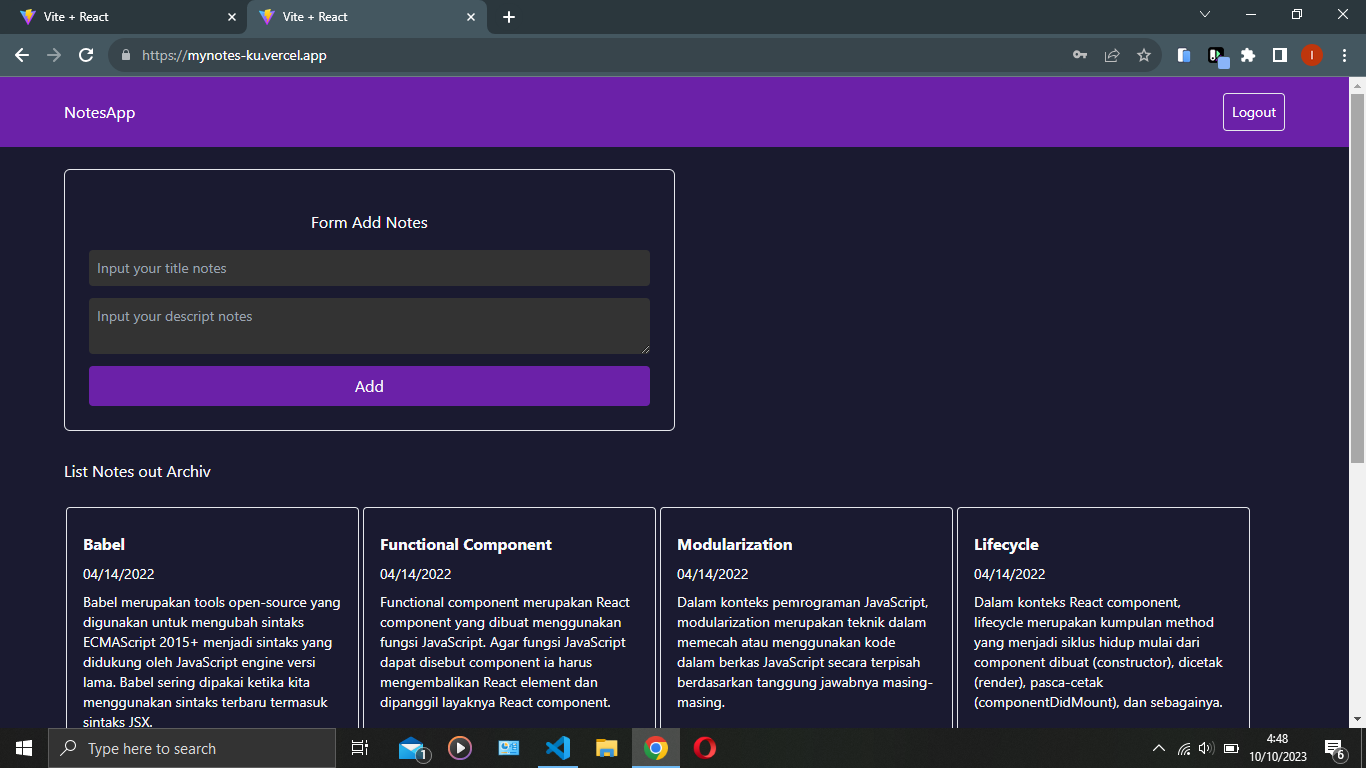 Vite + React
Vite + React
https://mynotes-ku.vercel.app
I
NotesApp
Logout
Form Add Notes
Input your title notes
Input your descript notes
Add
List Notes out Archiv
Babel
04/14/2022
Babel merupakan tools open-source yang
digunakan untuk mengubah sintaks
ECMAScript 2015+ menjadi sintaks yang
didukung oleh JavaScript engine versi
lama. Babel sering dipakai ketika kita
menggunakan sintaks terbaru termasuk
sintaks JSX.
Functional Component
04/14/2022
Functional component merupakan React
component yang dibuat menggunakan
fungsi JavaScript. Agar fungsi JavaScript
dapat disebut component ia harus
mengembalikan React element dan
dipanggil layaknya React component.
Modularization
04/14/2022
Dalam konteks pemrograman JavaScript,
modularization merupakan teknik dalam
memecah atau menggunakan kode
dalam berkas JavaScript secara terpisah
berdasarkan tanggung jawabnya masing-
masing.
Lifecycle
04/14/2022
Dalam konteks React component,
lifecycle merupakan kumpulan method
yang menjadi siklus hidup mulai dari
component dibuat (constructor), dicetak
(render), pasca-cetak
(componentDidMount), dan sebagainya.
Type here to search
1
4:48
10/10/2023
6